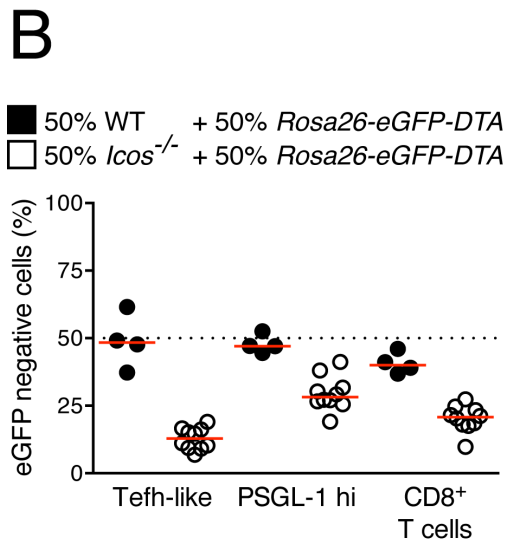 B
50% WT + 50% Rosa26-eGFP-DTA
50% Icos-/- + 50% Rosa26-eGFP-DTA
eGFP negative cells (%)
100
75
50
25
0
Tefh-like PSGL-1 hi CD8+
T cells